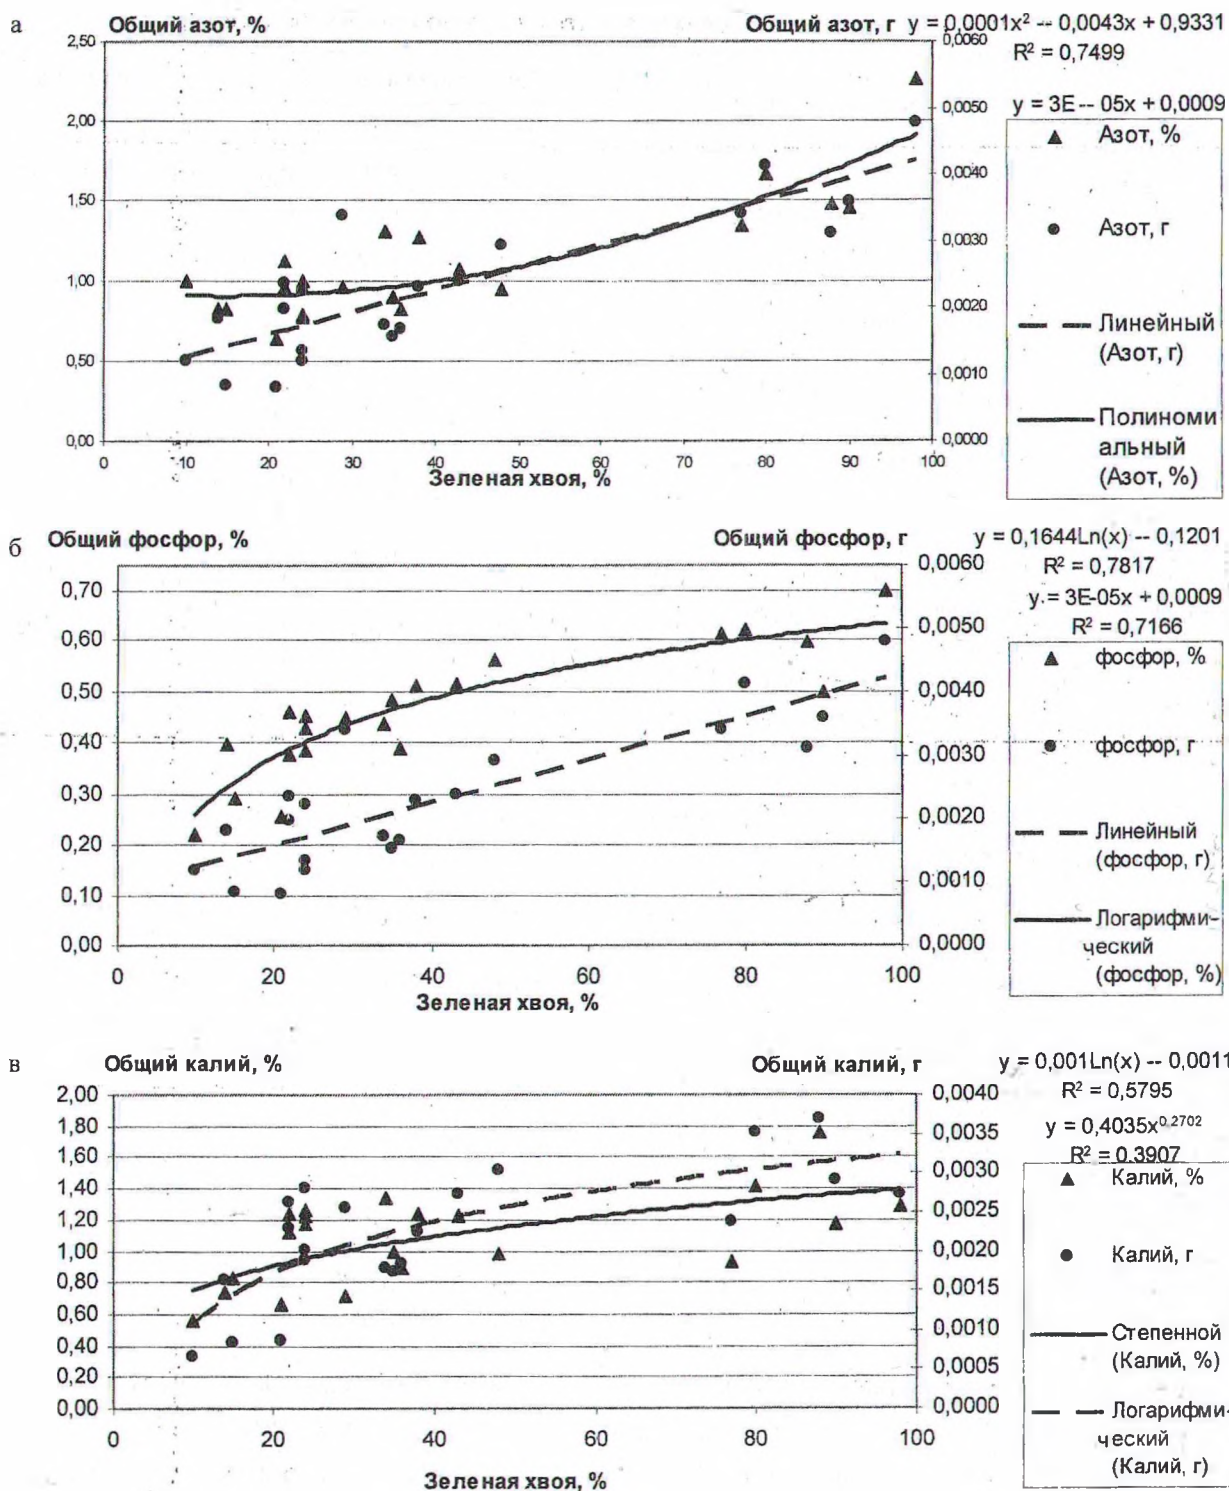 а
Общий азот, %
Общий азот, г
y = 0,0001x² -- 0,0043x + 0,9331
R² = 0,7499
y = 3E -- 05x + 0,0009
2,50
2,00
1,50
1,00
0,50
0,00
0,0060
0,0050
0,0040
0,0030
0,0020
0,0010
0,0000
0 10 20 30 40 50 60 70 80 90 100
Зеленая хвоя, %
Азот, %
Азот, г
Линейный
(Азот, г)
Полиноми
альный
(Азот, %)
б
Общий фосфор, %
Общий фосфор, г
y = 0,1644Ln(x) -- 0,1201
R² = 0,7817
y = 3E-05x + 0,0009
R² = 0,7166
0,70
0,60
0,50
0,40
0,30
0,20
0,10
0,00
0,0060
0,0050
0,0040
0,0030
0,0020
0,0010
0,0000
0 20 40 60 80 100
Зеленая хвоя, %
фосфор, %
фосфор, г
Линейный
(фосфор, г)
Логарифми-
ческий
(фосфор, %)
в
Общий калий, %
Общий калий, г
y = 0,001Ln(x) -- 0,0011
R² = 0,5795
y = 0,4035x^0,2702
R² = 0,3907
2,00
1,80
1,60
1,40
1,20
1,00
0,80
0,60
0,40
0,20
0,00
0,0040
0,0035
0,0030
0,0025
0,0020
0,0015
0,0010
0,0005
0,0000
0 20 40 60 80 100
Зеленая хвоя, %
Калий, %
Калий, г
Степенной
(Калий, %)
Логарифми-
ческий
(Калий, г)